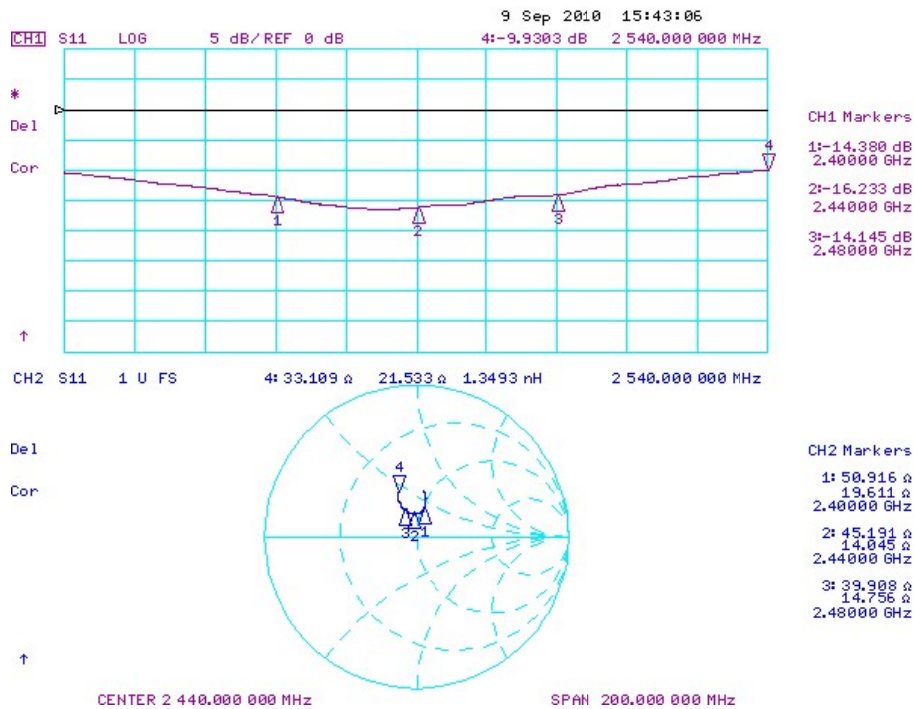 9 Sep 2010 15:43:06
CH1 S11 LOG 5 dB/REF 0 dB 4:-9.9303 dB 2 540.000 000 MHz
*
Del
CH1 Markers
Cor
4
1:-14.380 dB
2.40000 GHz
2:-16.233 dB
2.44000 GHz
1
2
3
3:-14.145 dB
2.48000 GHz
↑
CH2 S11 1 U FS 4: 33.109 Ω 21.533 Ω 1.3493 nH 2 540.000 000 MHz
Del
CH2 Markers
4
Cor
1: 50.916 Ω
19.611 Ω
2.40000 GHz
3 2 1
2: 45.191 Ω
14.045 Ω
2.44000 GHz
3: 39.908 Ω
14.756 Ω
2.48000 GHz
↑
CENTER 2 440.000 000 MHz SPAN 200.000 000 MHz